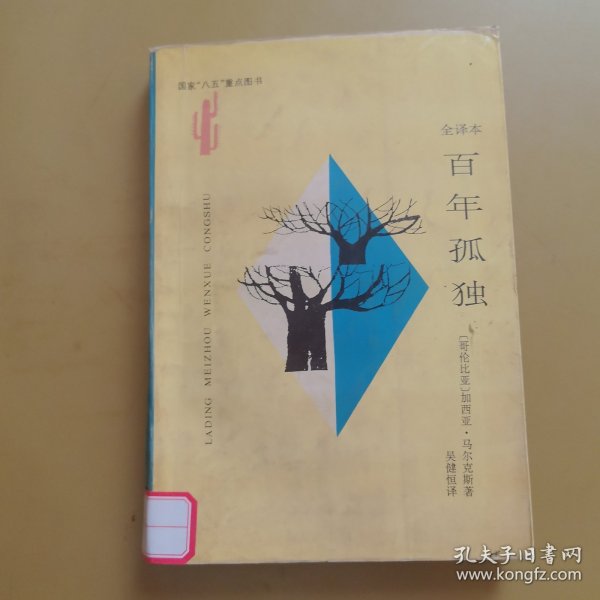 国家“八五”重点图书
全译本
百年孤独
〔哥伦比亚〕加西亚·马尔克斯著
吴健恒译
LADING MEIZHOU WENXUE CONGSHU
孔夫子旧书网
www.kongfz.com